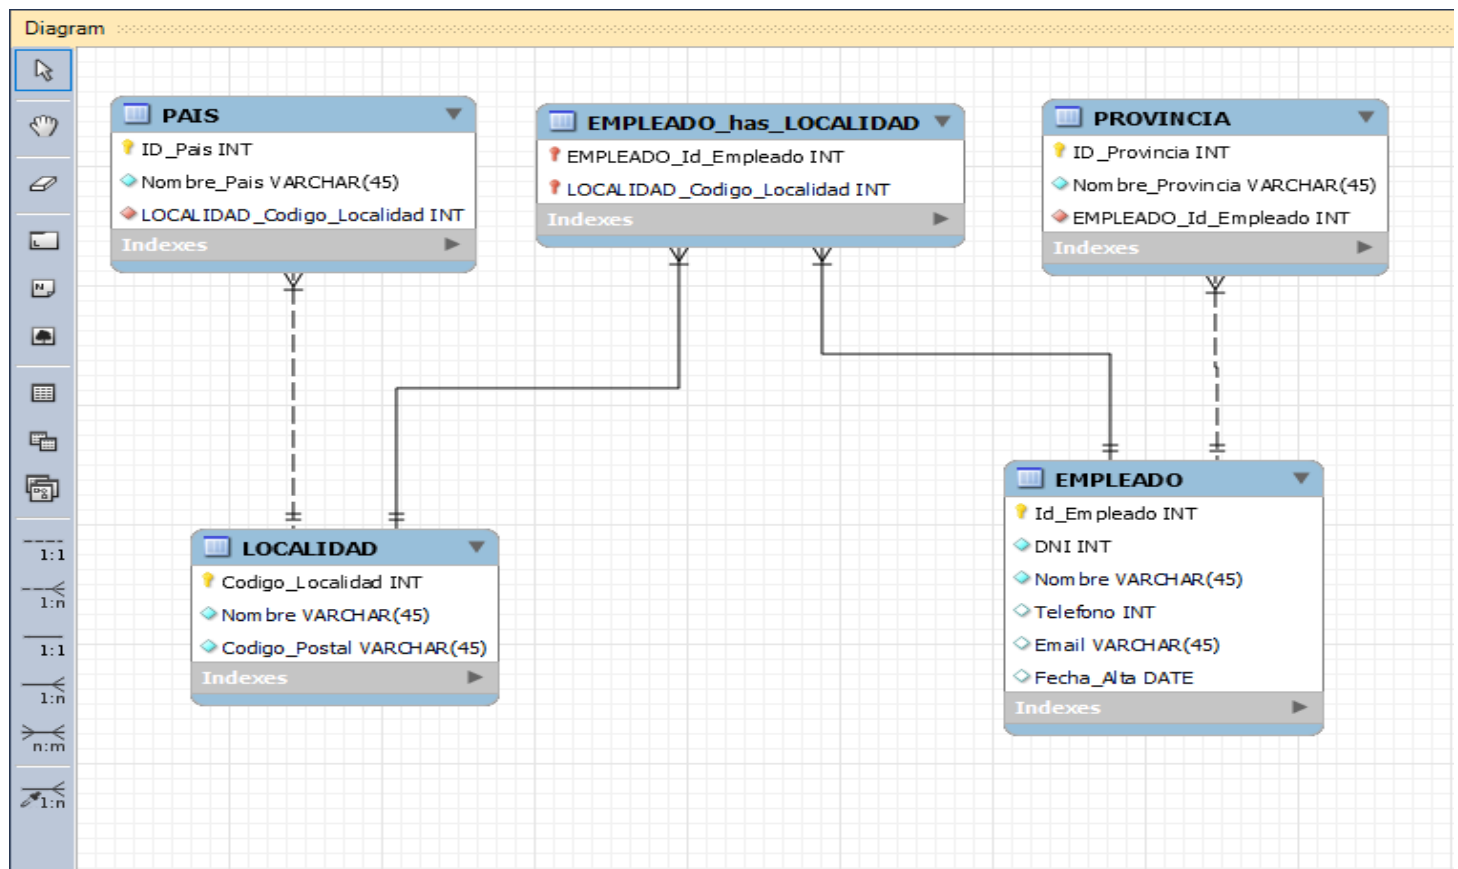 Diagram
PAIS
ID_Pais INT
Nombre_Pais VARCHAR(45)
LOCALIDAD_Codigo_Localidad INT
Indexes
EMPLEADO_has_LOCALIDAD
EMPLEADO_Id_Empleado INT
LOCALIDAD_Codigo_Localidad INT
Indexes
PROVINCIA
ID_Provincia INT
Nombre_Provincia VARCHAR(45)
EMPLEADO_Id_Empleado INT
Indexes
LOCALIDAD
Codigo_Localidad INT
Nombre VARCHAR(45)
Codigo_Postal VARCHAR(45)
Indexes
EMPLEADO
Id_Empleado INT
DNI INT
Nombre VARCHAR(45)
Telefono INT
Email VARCHAR(45)
Fecha_Alta DATE
Indexes
1:1
1:n
1:1
1:n
n:m
1:n